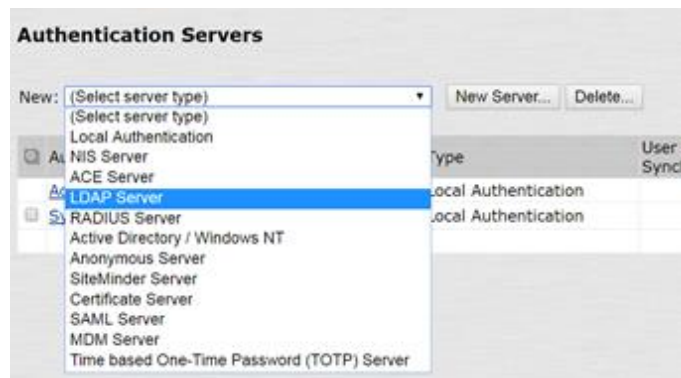 Authentication Servers
New: (Select server type) New Server... Delete...
(Select server type)
Local Authentication
NIS Server
ACE Server
LDAP Server
RADIUS Server
Active Directory / Windows NT
Anonymous Server
SiteMinder Server
Certificate Server
SAML Server
MDM Server
Time based One-Time Password (TOTP) Server
Type
User
Local Authentication
Local Authentication